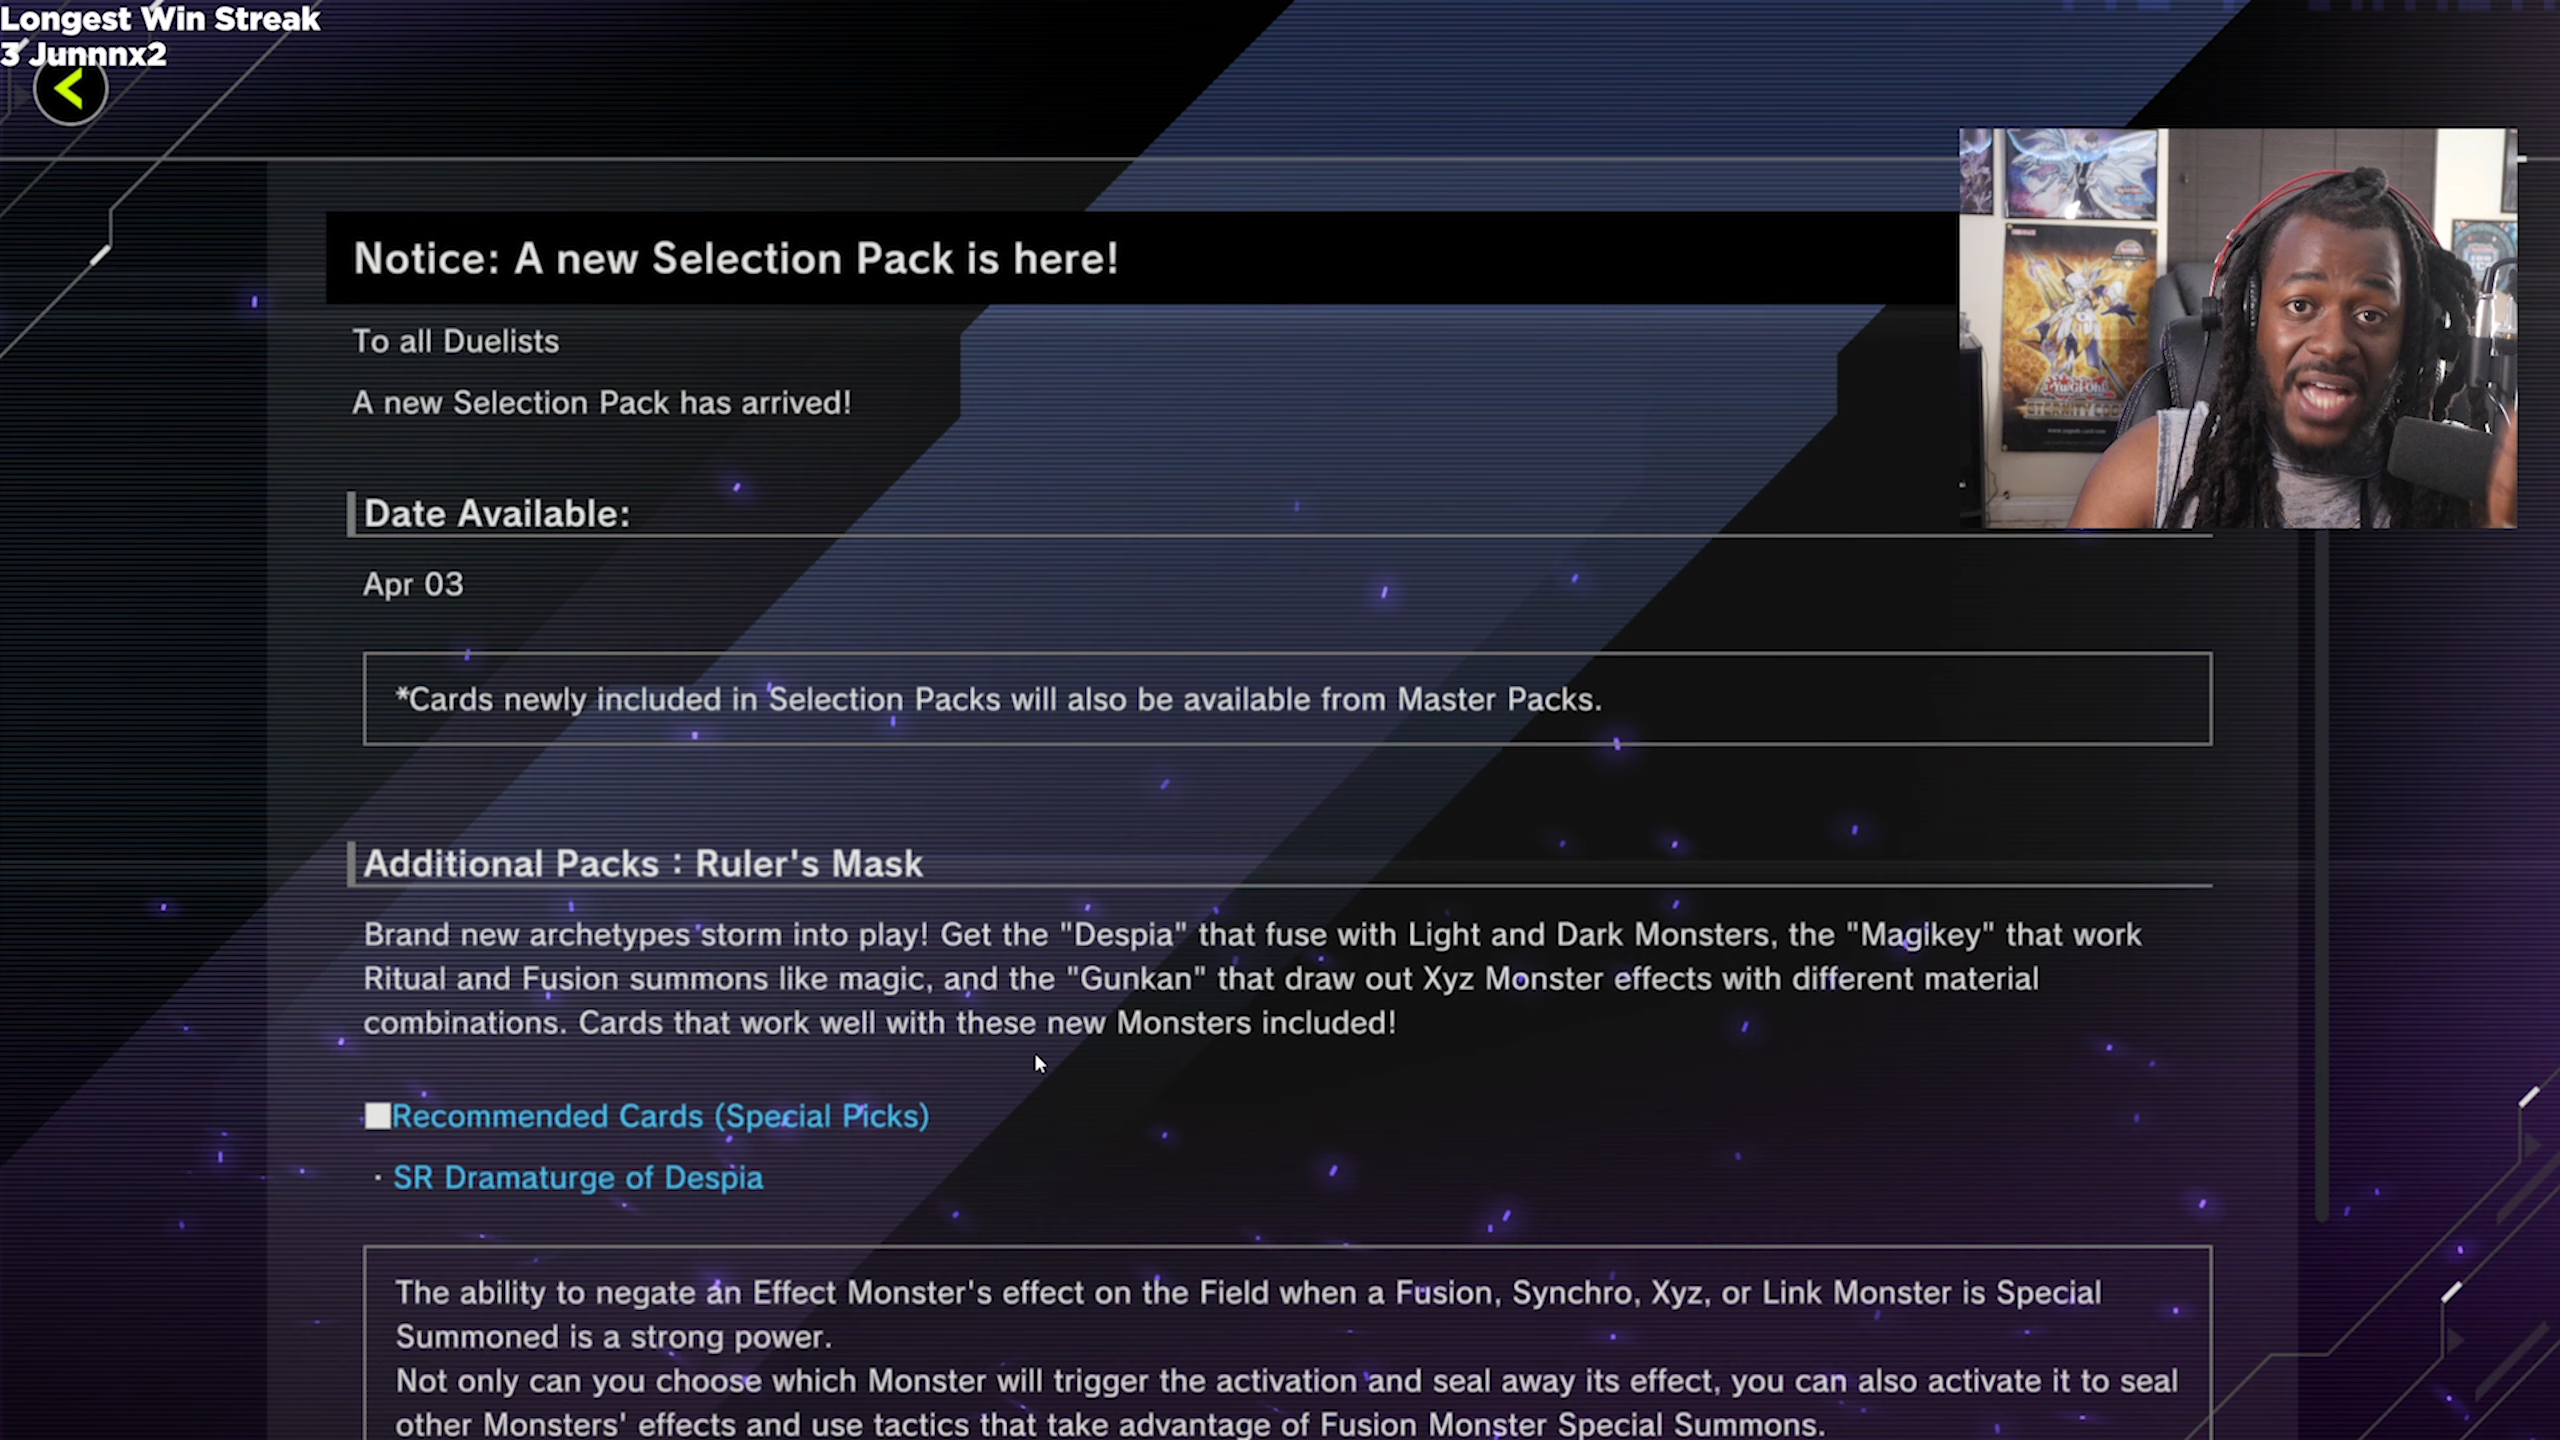 Longest Win Streak
3 Junnnx2
Notice: A new Selection Pack is here!
To all Duelists
A new Selection Pack has arrived!
Date Available:
Apr 03
*Cards newly included in Selection Packs will also be available from Master Packs.
Additional Packs : Ruler's Mask
Brand new archetypes storm into play! Get the "Despia" that fuse with Light and Dark Monsters, the "Magikey" that work
Ritual and Fusion summons like magic, and the "Gunkan" that draw out Xyz Monster effects with different material
combinations. Cards that work well with these new Monsters included!
■Recommended Cards (Special Picks)
· SR Dramaturge of Despia
The ability to negate an Effect Monster's effect on the Field when a Fusion, Synchro, Xyz, or Link Monster is Special
Summoned is a strong power.
Not only can you choose which Monster will trigger the activation and seal away its effect, you can also activate it to seal
other Monsters' effects and use tactics that take advantage of Fusion Monster Special Summons.
Yu-Gi-Oh!